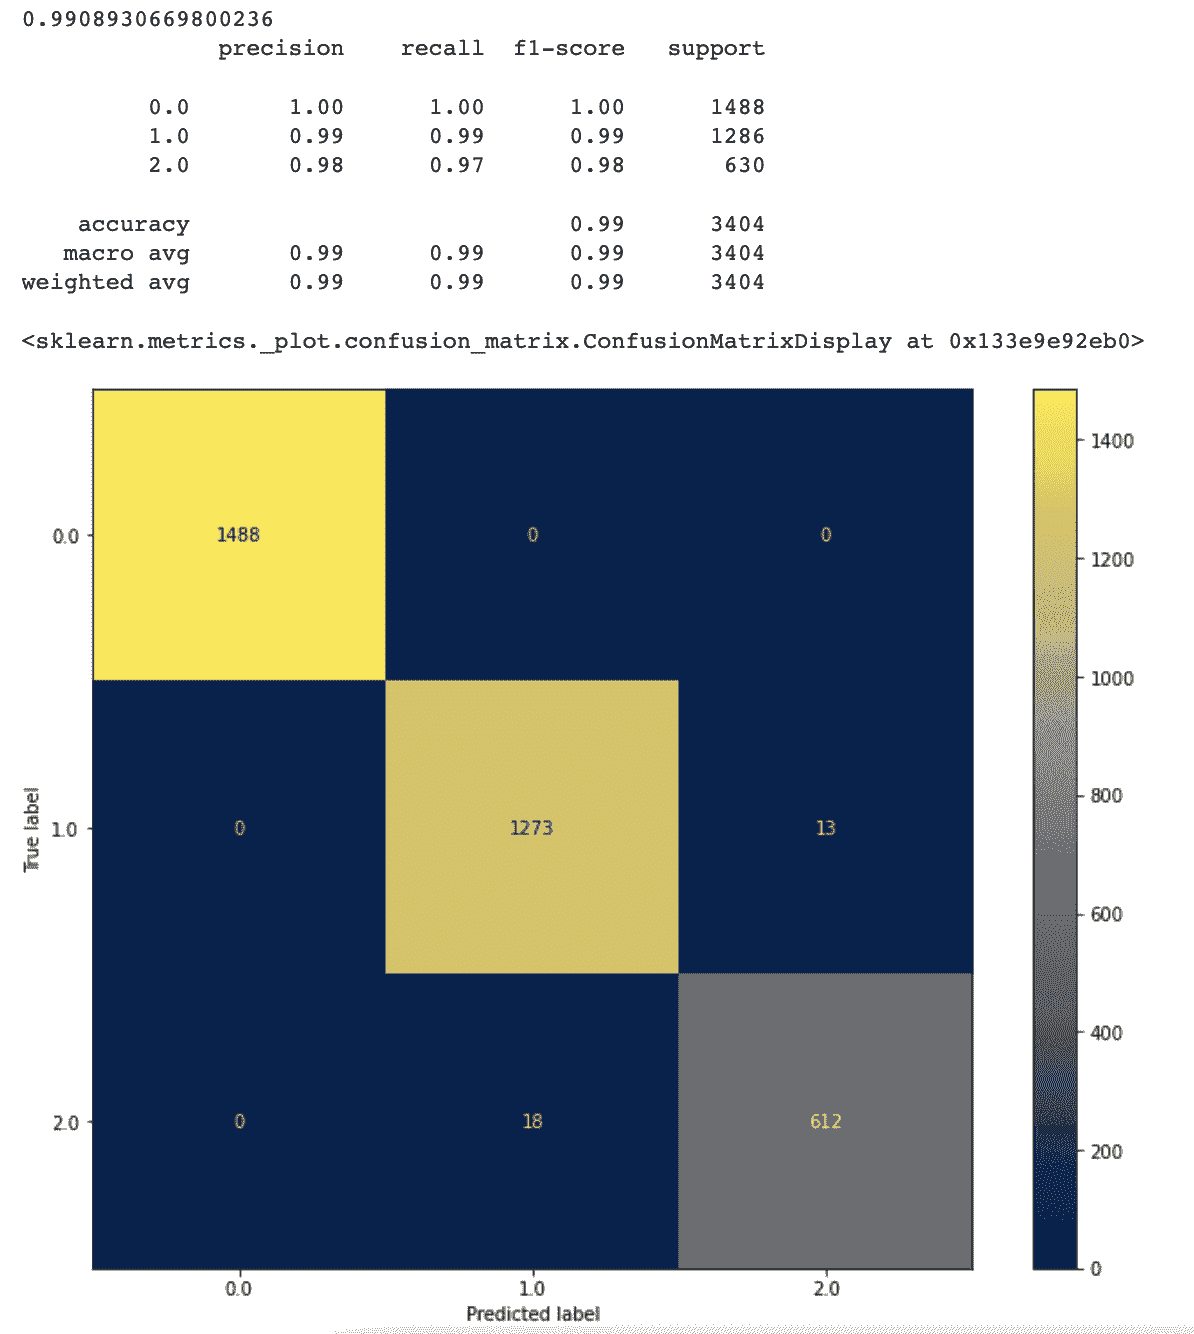 0.9908930669800236
precision recall f1-score support
0.0 1.00 1.00 1.00 1488
1.0 0.99 0.99 0.99 1286
2.0 0.98 0.97 0.98 630
accuracy 0.99 3404
macro avg 0.99 0.99 0.99 3404
weighted avg 0.99 0.99 0.99 3404
<sklearn.metrics._plot.confusion_matrix.ConfusionMatrixDisplay at 0x133e9e92eb0>
True label
0.0 1488 0 0
1.0 0 1273 13
2.0 0 18 612
0.0 1.0 2.0
Predicted label
1400
1200
1000
800
600
400
200
0